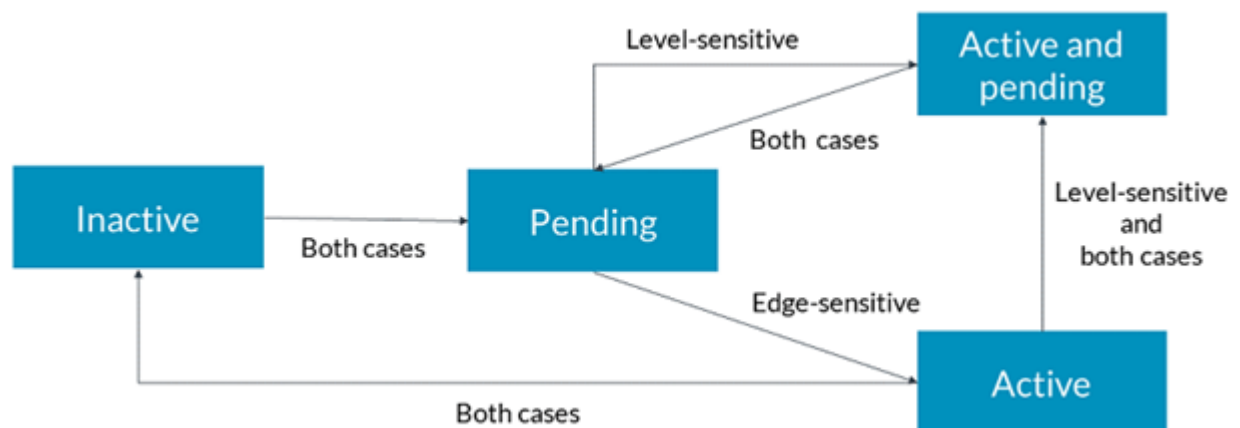 Level-sensitive
Active and
pending
Both cases
Inactive
Pending
Level-sensitive
and
both cases
Both cases
Edge-sensitive
Active
Both cases